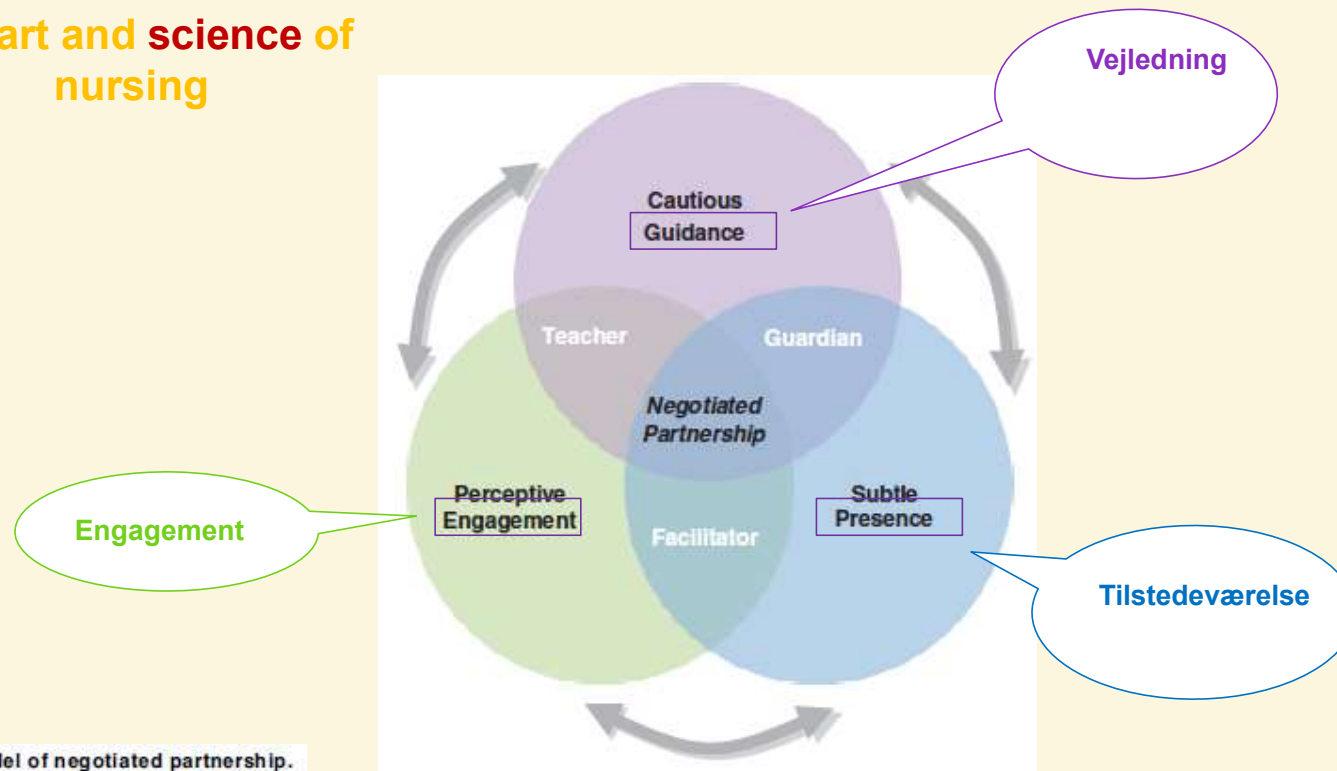 art and science of
nursing
Vejledning
Cautious
Guidance
Teacher
Guardian
Negotiated
Partnership
Perceptive
Engagement
Subtle
Presence
Facilitator
Engagement
Tilstedeværelse
of negotiated partnership.